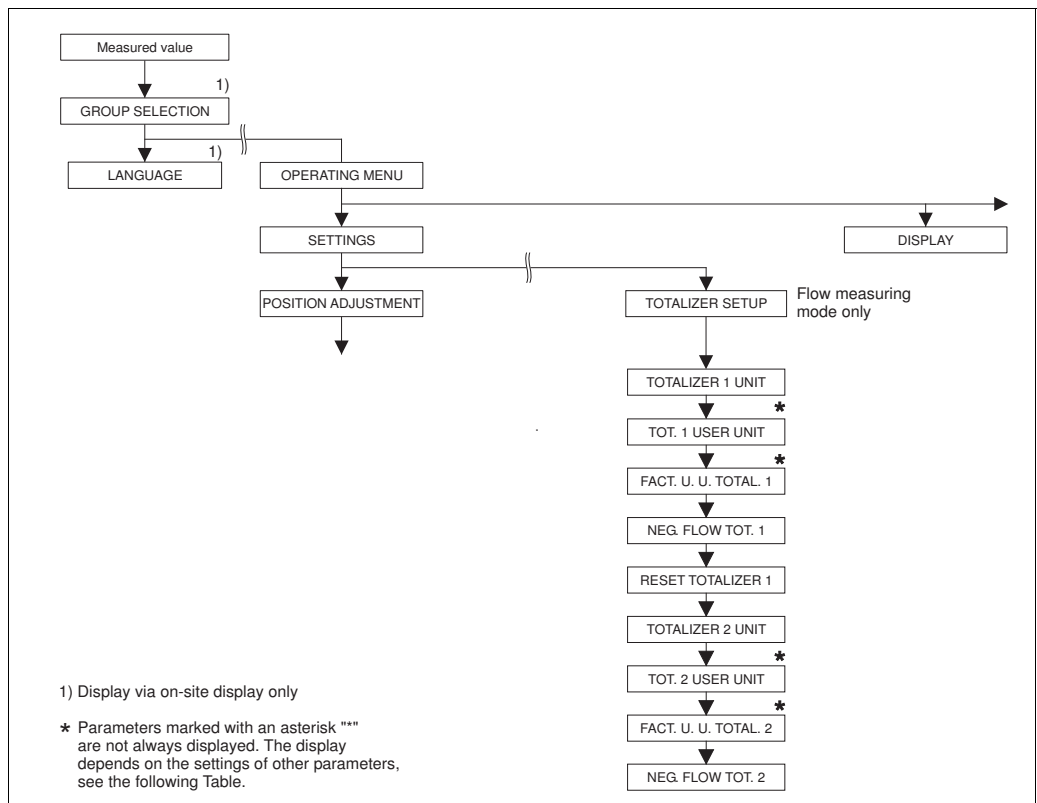 Measured value
1)
GROUP SELECTION
1)
LANGUAGE
OPERATING MENU
SETTINGS
DISPLAY
POSITION ADJUSTMENT
TOTALIZER SETUP
Flow measuring
mode only
TOTALIZER 1 UNIT
*
TOT. 1 USER UNIT
*
FACT. U. U. TOTAL. 1
NEG. FLOW TOT. 1
RESET TOTALIZER 1
TOTALIZER 2 UNIT
*
TOT. 2 USER UNIT
*
FACT. U. U. TOTAL. 2
NEG. FLOW TOT. 2
1) Display via on-site display only
* Parameters marked with an asterisk "*"
are not always displayed. The display
depends on the settings of other parameters,
see the following Table.